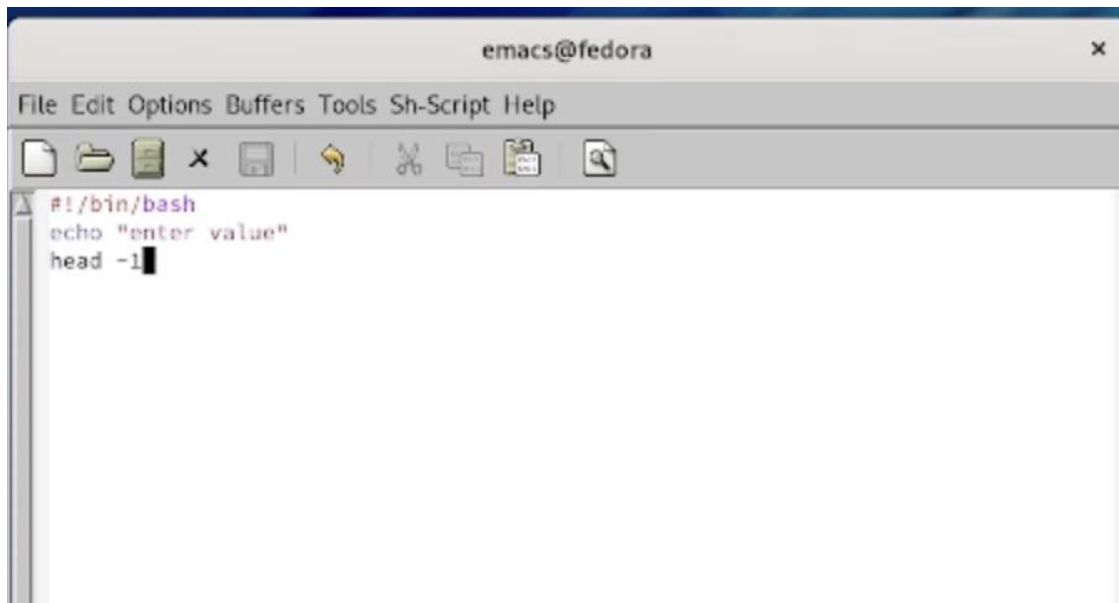 emacs@fedora
File Edit Options Buffers Tools Sh-Script Help
#!/bin/bash
echo "enter value"
head -1